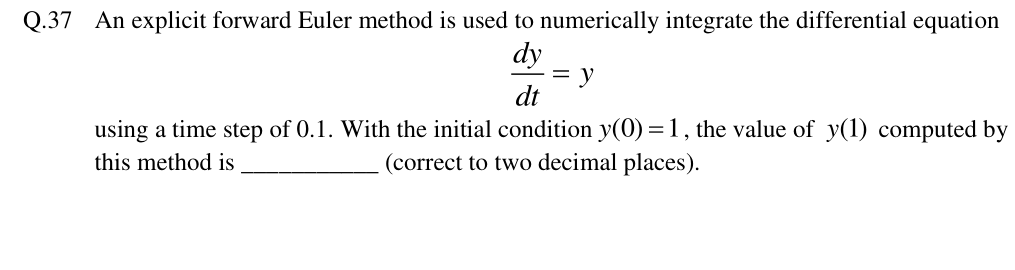 Q.37 An explicit forward Euler method is used to numerically integrate the differential equation
dy/dt = y
using a time step of 0.1. With the initial condition y(0) = 1, the value of y(1) computed by
this method is ___________ (correct to two decimal places).